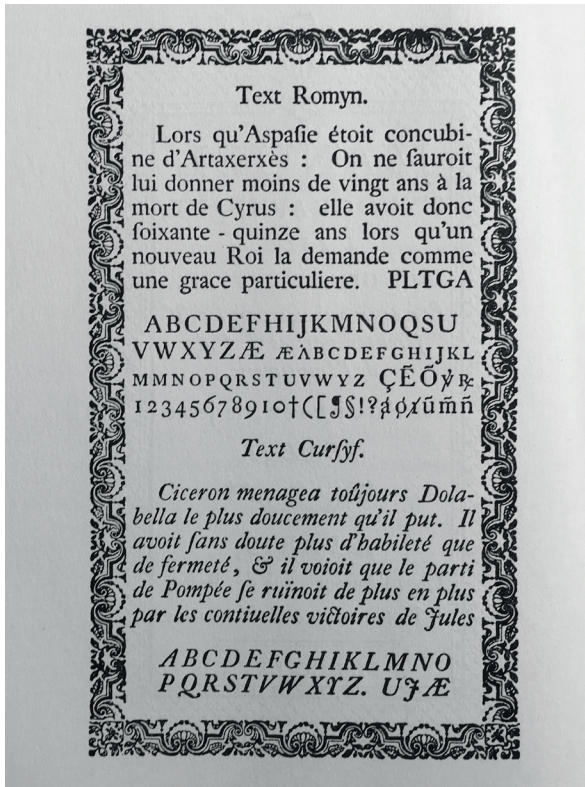 Text Romyn.
Lors qu'Aſpaſie étoit concubi-
ne d'Artaxerxès : On ne ſauroit
lui donner moins de vingt ans à la
mort de Cyrus : elle avoit donc
ſoixante - quinze ans lors qu'un
nouveau Roi la demande comme
une grace particuliere. PLTGA
ABCDEFHIJKMNOQSU
VWXYZÆ ÆABCDEFGHIJKL
MMNOPQRSTUVWYZ ÇẼÕ ℞
12345678910†([¶§!?ũm̃ñ
Text Curſyf.
Ciceron menagea toûjours Dola-
bella le plus doucement qu'il put. Il
avoit ſans doute plus d'habileté que
de fermeté, & il voioit que le parti
de Pompée ſe ruïnoit de plus en plus
par les contiuelles victoires de Jules
ABCDEFGHIKLMNO
PQRSTVWXYZ. UJÆ